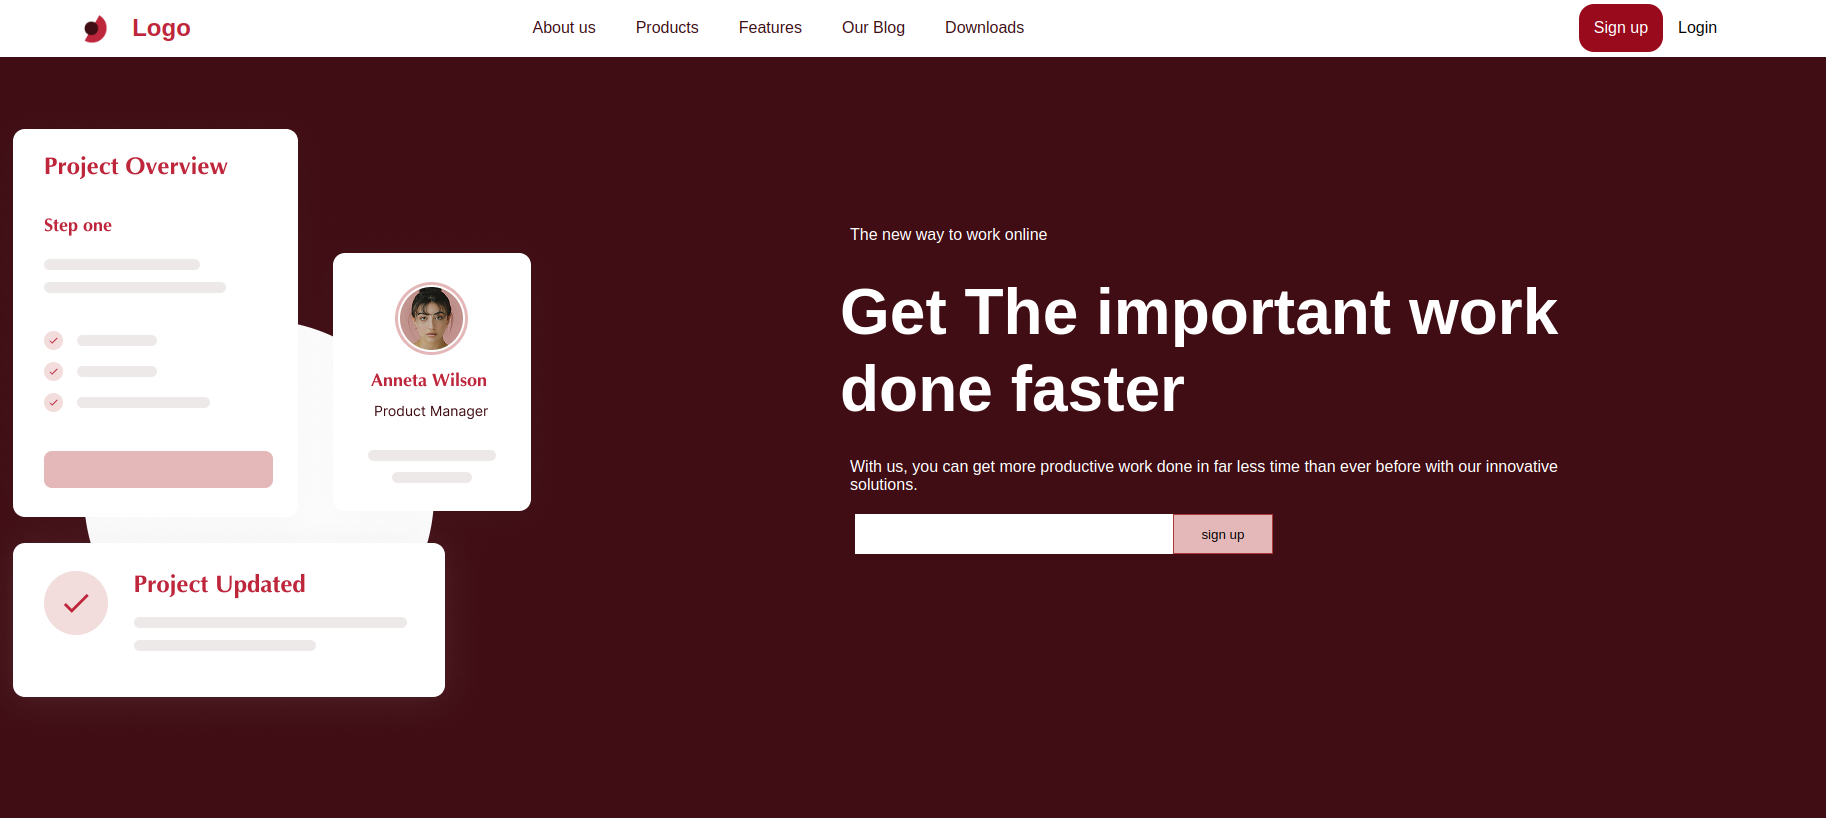 Logo
About us
Products
Features
Our Blog
Downloads
Sign up
Login
Project Overview
Step one
Anneta Wilson
Product Manager
Project Updated
The new way to work online
Get The important work
done faster
With us, you can get more productive work done in far less time than ever before with our innovative
solutions.
sign up